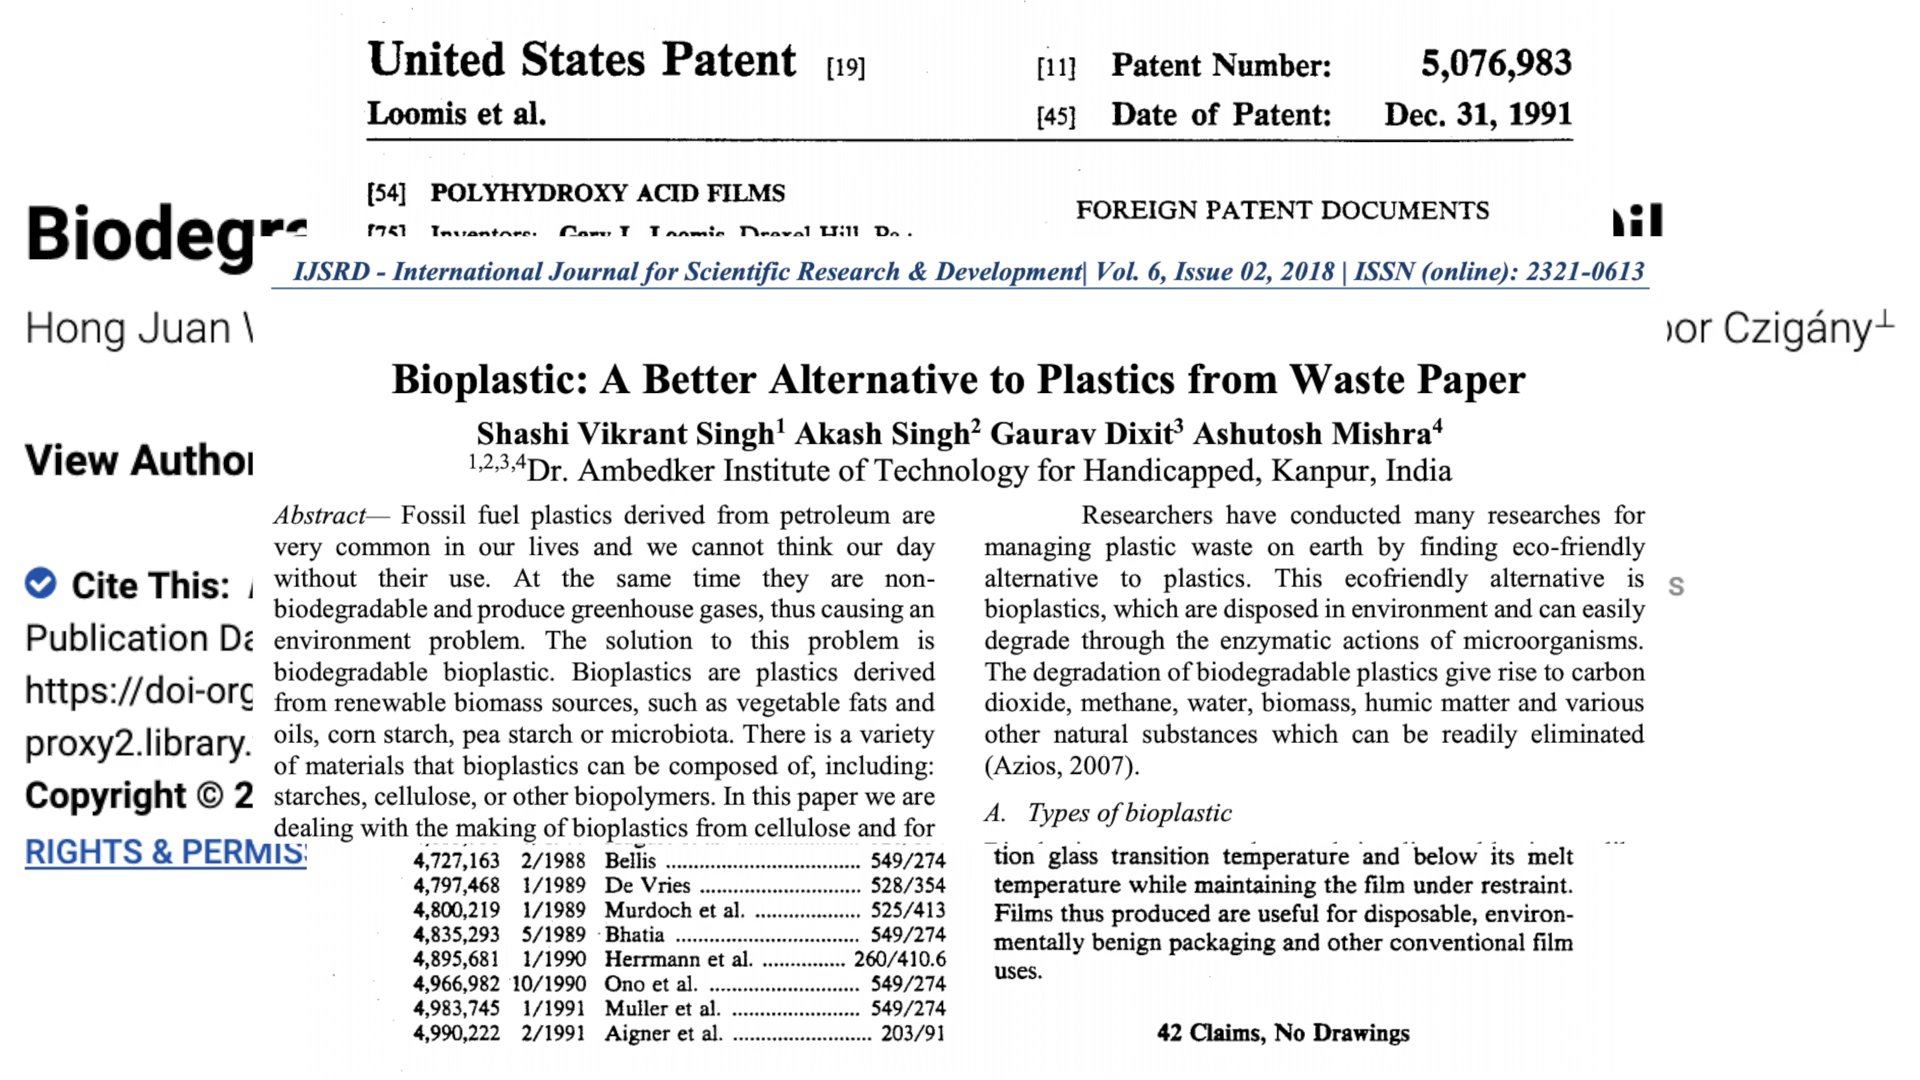 United States Patent [19]
Loomis et al.
[11] Patent Number: 5,076,983
[45] Date of Patent: Dec. 31, 1991
[54] POLYHYDROXY ACID FILMS
[75] Inventors: Gary L. Loomis, Drexel Hill, Pa.;
FOREIGN PATENT DOCUMENTS
Hong Juan
Czigány⊥
View
Cite This:
Publication
https://doi-org
proxy2.library.
Copyright ©
RIGHTS &
IJSRD - International Journal for Scientific Research & Development| Vol. 6, Issue 02, 2018 | ISSN (online): 2321-0613
Bioplastic: A Better Alternative to Plastics from Waste Paper
Shashi Vikrant Singh1 Akash Singh2 Gaurav Dixit3 Ashutosh Mishra4
1,2,3,4Dr. Ambedker Institute of Technology for Handicapped, Kanpur, India
Abstract— Fossil fuel plastics derived from petroleum are
very common in our lives and we cannot think our day
without their use. At the same time they are non-
biodegradable and produce greenhouse gases, thus causing an
environment problem. The solution to this problem is
biodegradable bioplastic. Bioplastics are plastics derived
from renewable biomass sources, such as vegetable fats and
oils, corn starch, pea starch or microbiota. There is a variety
of materials that bioplastics can be composed of, including:
starches, cellulose, or other biopolymers. In this paper we are
dealing with the making of bioplastics from cellulose and for
Researchers have conducted many researches for
managing plastic waste on earth by finding eco-friendly
alternative to plastics. This ecofriendly alternative is
bioplastics, which are disposed in environment and can easily
degrade through the enzymatic actions of microorganisms.
The degradation of biodegradable plastics give rise to carbon
dioxide, methane, water, biomass, humic matter and various
other natural substances which can be readily eliminated
(Azios, 2007).
A. Types of bioplastic
4,727,163 2/1988 Bellis ................................ 549/274
4,797,468 1/1989 De Vries .......................... 528/354
4,800,219 1/1989 Murdoch et al. ................. 525/413
4,835,293 5/1989 Bhatia .............................. 549/274
4,895,681 1/1990 Herrmann et al. ............... 260/410.6
4,966,982 10/1990 Ono et al. ........................ 549/274
4,983,745 1/1991 Muller et al. ..................... 549/274
4,990,222 2/1991 Aigner et al. ..................... 203/91
tion glass transition temperature and below its melt
temperature while maintaining the film under restraint.
Films thus produced are useful for disposable, environ-
mentally benign packaging and other conventional film
uses.
42 Claims, No Drawings